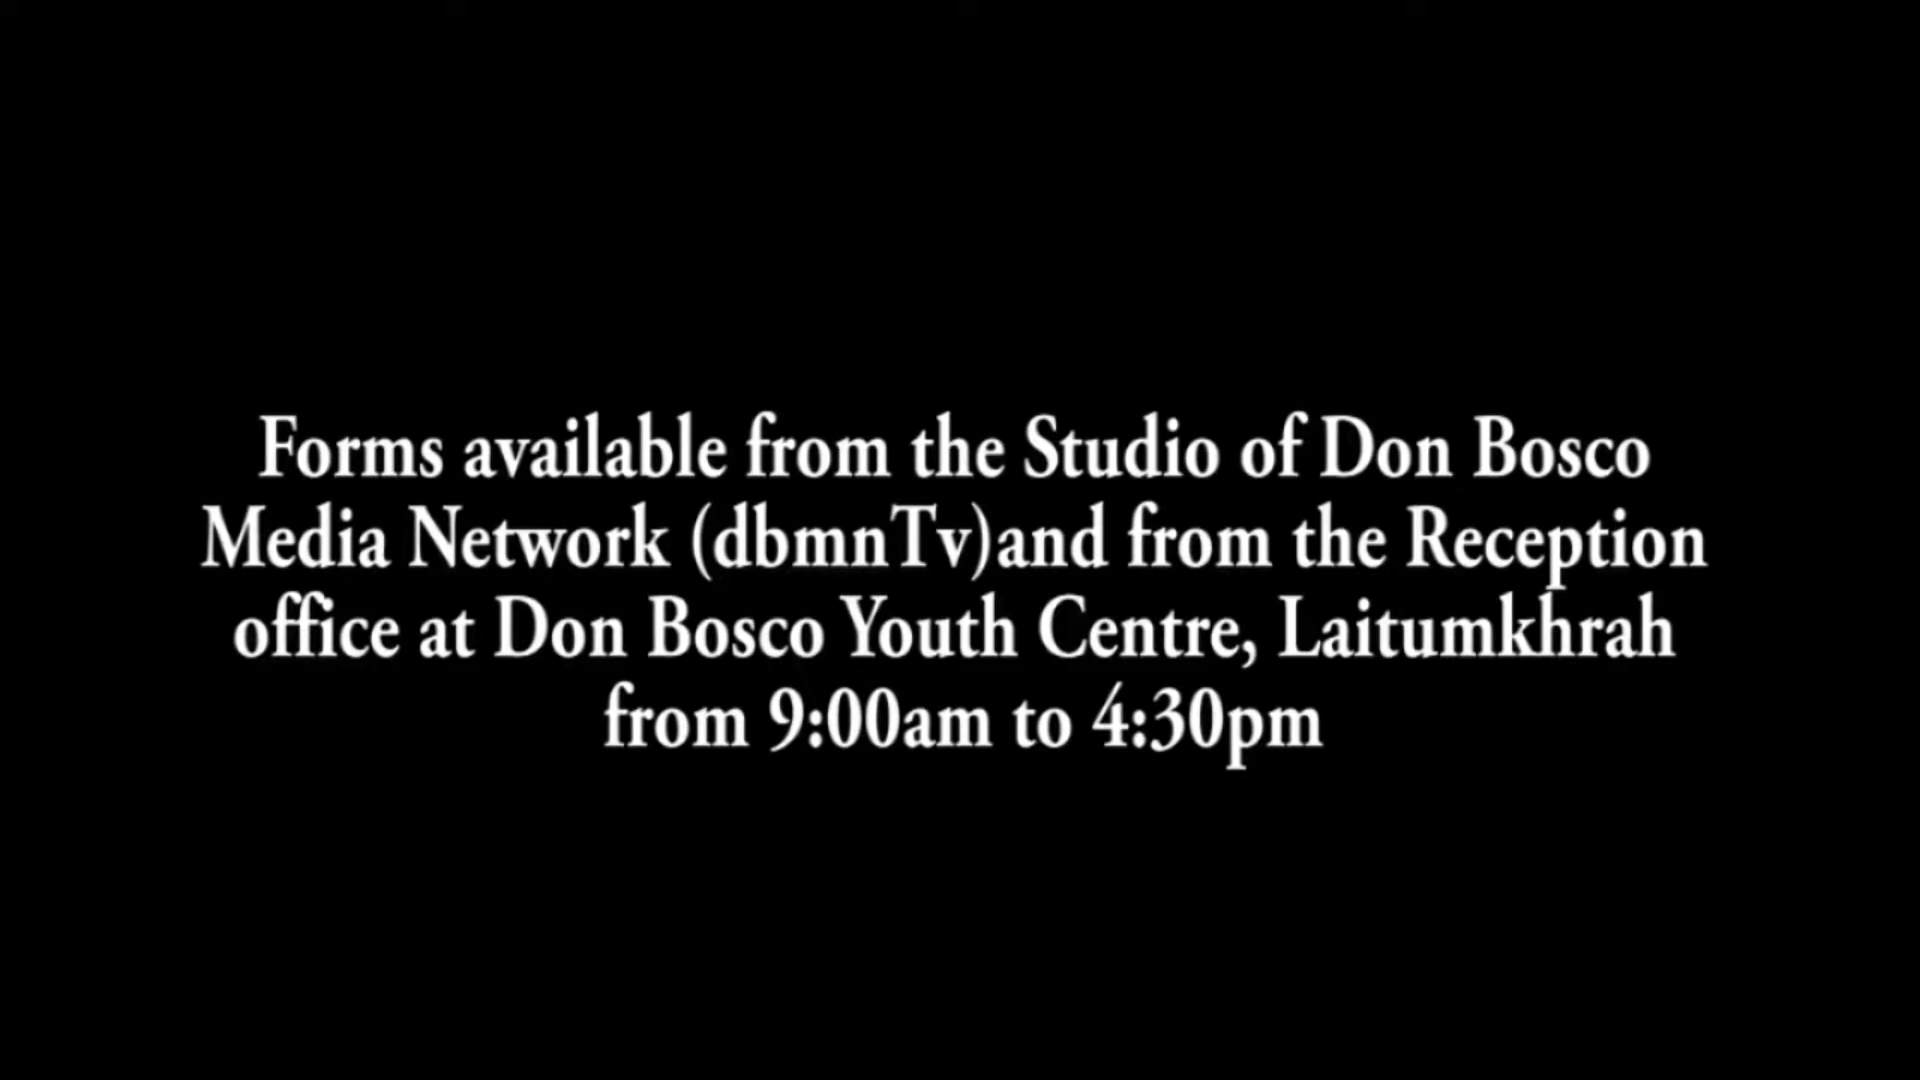 Forms available from the Studio of Don Bosco
Media Network (dbmnTv)and from the Reception
office at Don Bosco Youth Centre, Laitumkhrah
from 9:00am to 4:30pm